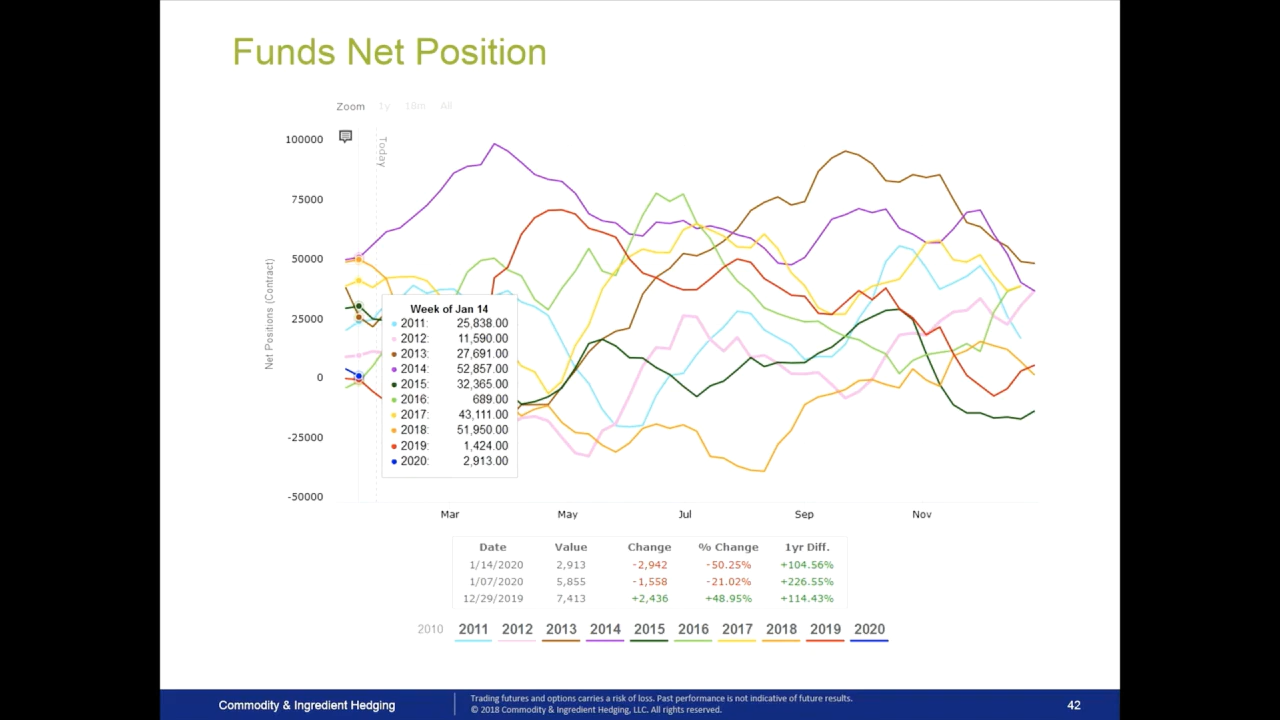 Funds Net Position
Zoom 1y 18m All
Today
100000
75000
50000
25000
0
-25000
-50000
Net Positions (Contract)
Week of Jan 14
2011: 25,838.00
2012: 11,590.00
2013: 27,691.00
2014: 52,857.00
2015: 32,365.00
2016: 689.00
2017: 43,111.00
2018: 51,950.00
2019: 1,424.00
2020: 2,913.00
Mar May Jul Sep Nov
Date Value Change % Change 1yr Diff.
1/14/2020 2,913 -2,942 -50.25% +104.56%
1/07/2020 5,855 -1,558 -21.02% +226.55%
12/29/2019 7,413 +2,436 +48.95% +114.43%
2010 2011 2012 2013 2014 2015 2016 2017 2018 2019 2020
Commodity & Ingredient Hedging
Trading futures and options carries a risk of loss. Past performance is not indicative of future results.
© 2018 Commodity & Ingredient Hedging, LLC. All rights reserved.
42